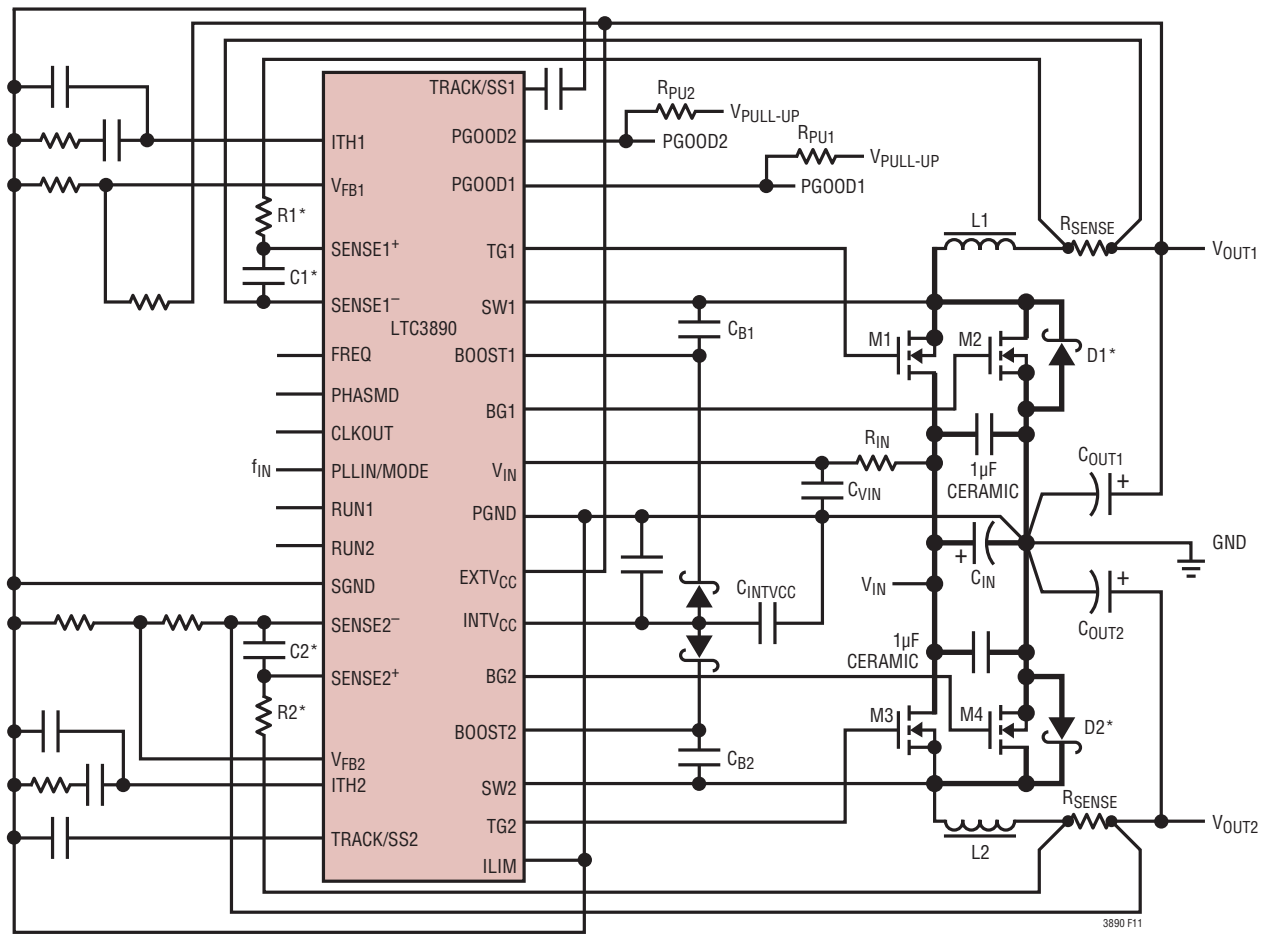 TRACK/SS1
PGOOD2
PGOOD1
TG1
SW1
BOOST1
BG1
VIN
PGND
EXTVCC
INTVCC
BG2
BOOST2
SW2
TG2
ILIM
ITH1
VFB1
SENSE1+
SENSE1–
LTC3890
FREQ
PHASMD
CLKOUT
fIN
PLLIN/MODE
RUN1
RUN2
SGND
SENSE2–
SENSE2+
VFB2
ITH2
TRACK/SS2
R1*
C1*
C2*
R2*
RPU2
VPULL-UP
PGOOD2
RPU1
VPULL-UP
PGOOD1
L1
RSENSE
VOUT1
CB1
M1
M2
D1*
RIN
CVIN
1µF
CERAMIC
COUT1
+
GND
VIN
+
CIN
CINTVCC
+
COUT2
1µF
CERAMIC
M3
M4
D2*
CB2
RSENSE
VOUT2
L2
3890 F11